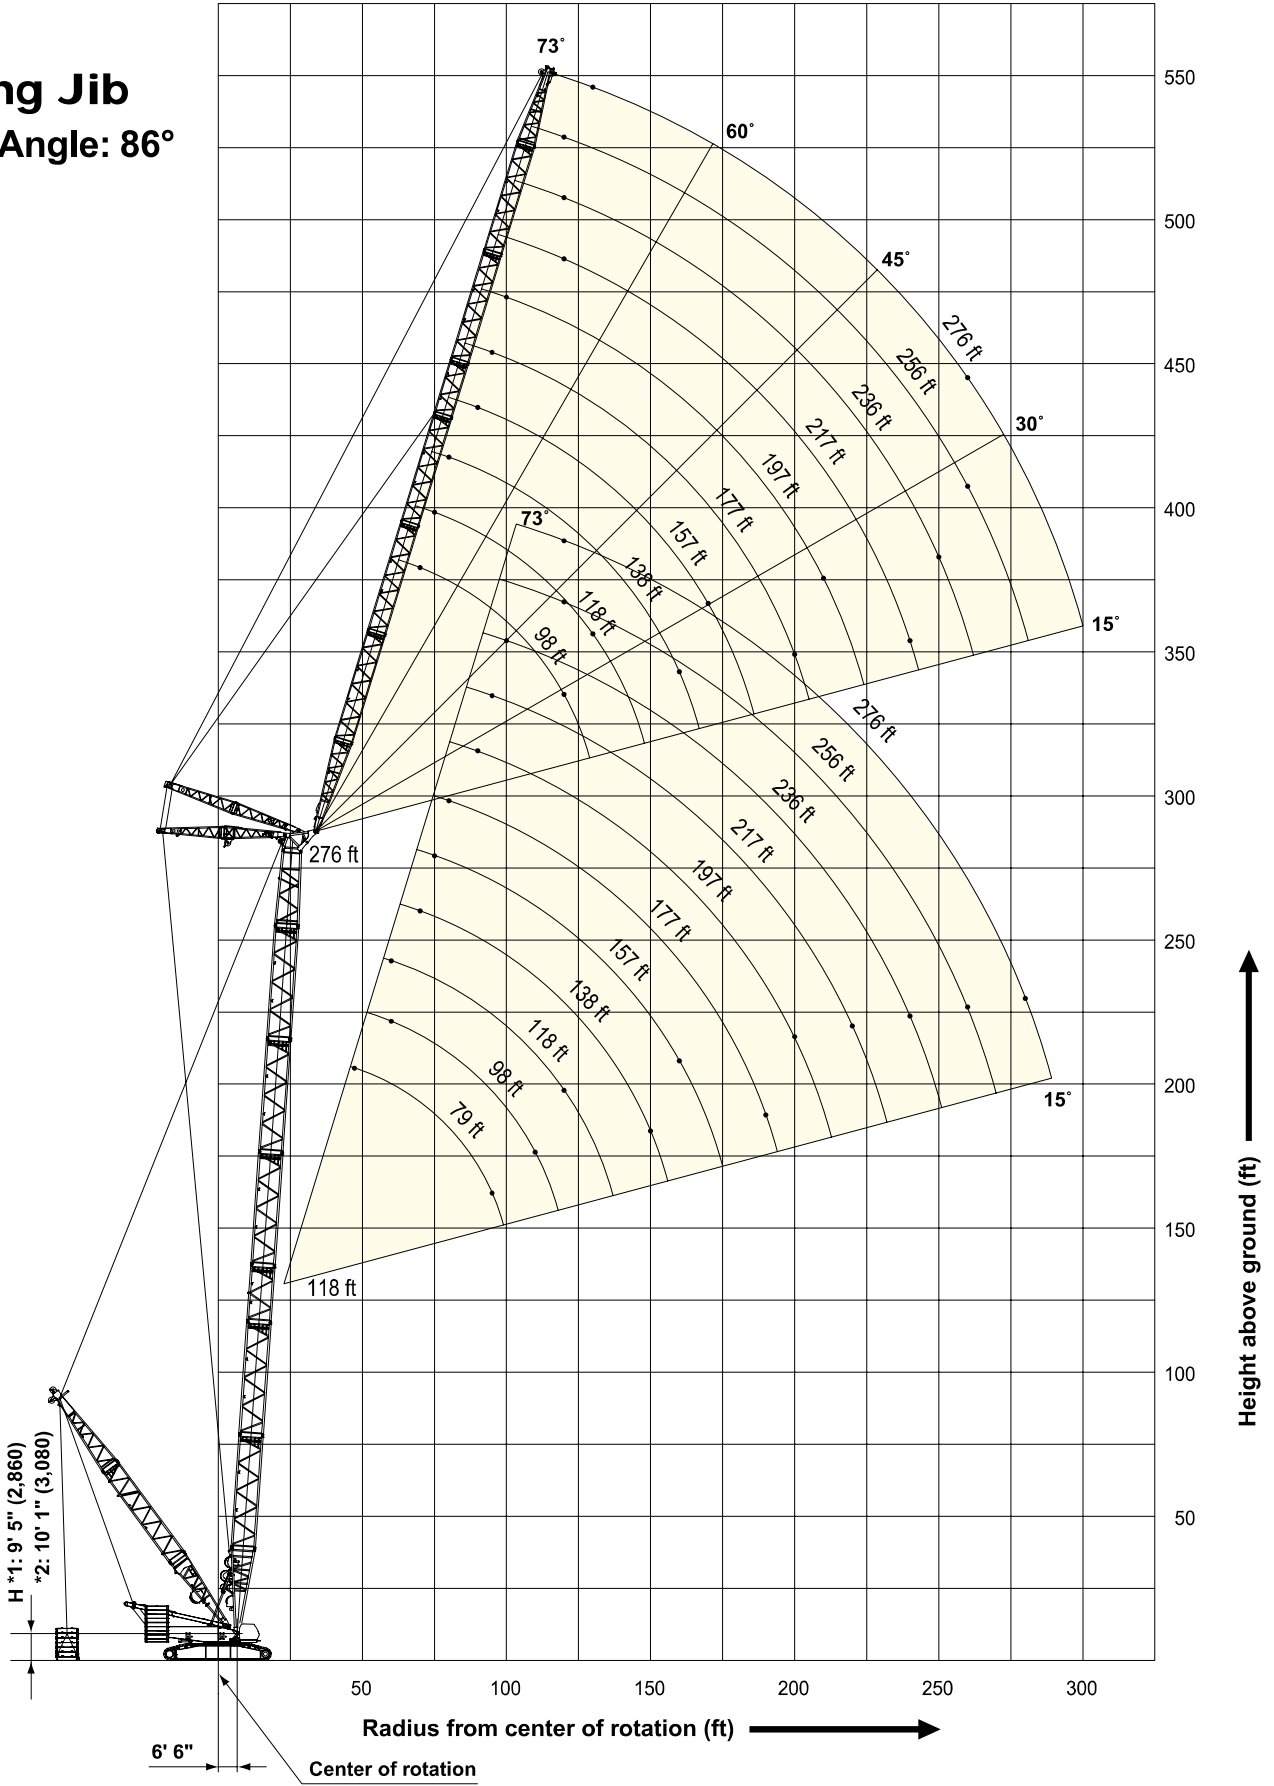 ng Jib
Angle: 86°
73°
60°
45°
30°
15°
276 ft
256 ft
236 ft
217 ft
197 ft
177 ft
157 ft
138 ft
118 ft
98 ft
276 ft
73°
276 ft
256 ft
236 ft
217 ft
197 ft
177 ft
157 ft
138 ft
118 ft
98 ft
79 ft
15°
118 ft
550
500
450
400
350
300
250
200
150
100
50
Height above ground (ft)
H *1: 9' 5" (2,860)
*2: 10' 1" (3,080)
50
100
150
200
250
300
Radius from center of rotation (ft)
6' 6"
Center of rotation